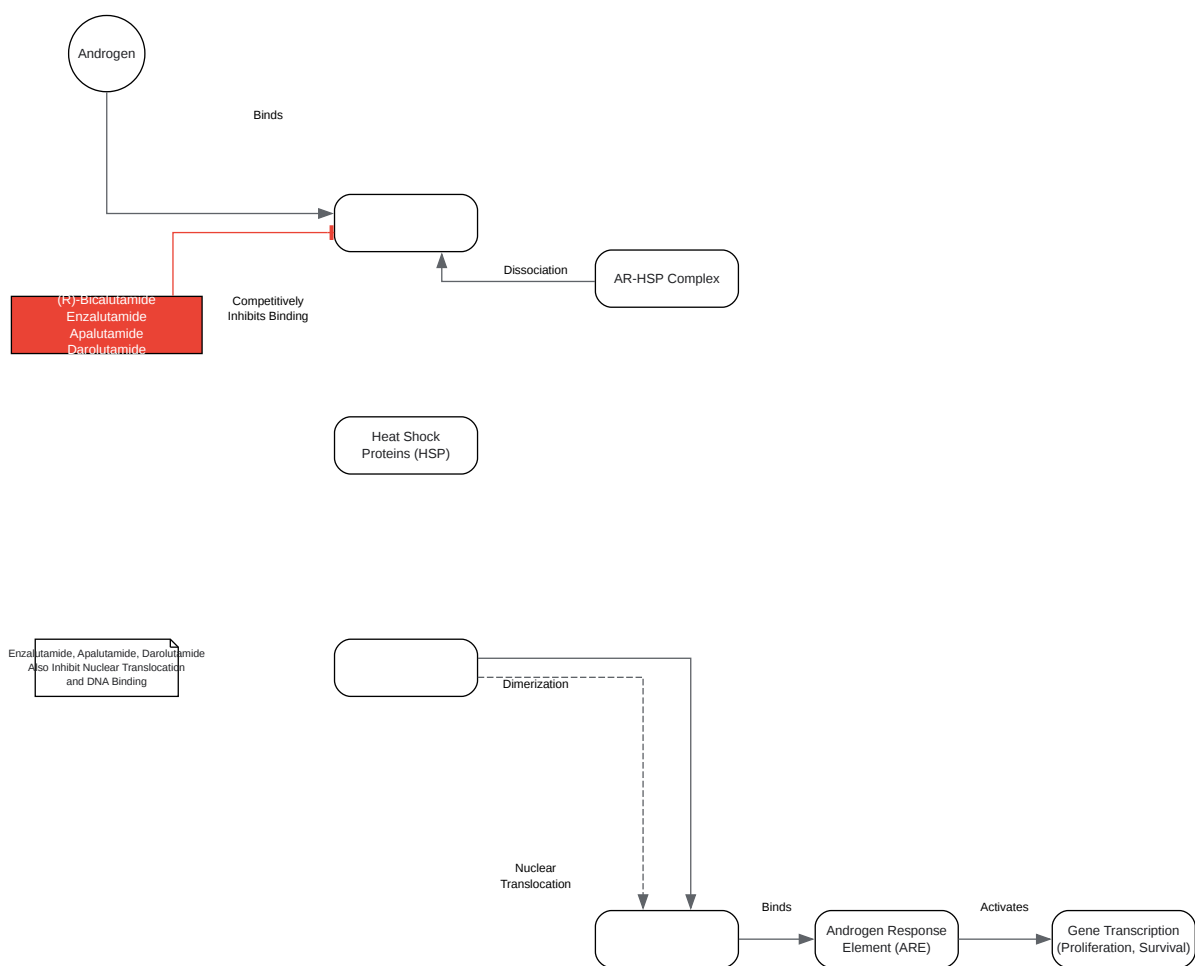 Androgen
Binds
Dissociation
AR-HSP Complex
(R)-Bicalutamide
Enzalutamide
Apalutamide
Darolutamide
Competitively
Inhibits Binding
Heat Shock
Proteins (HSP)
Enzalutamide, Apalutamide, Darolutamide
Also Inhibit Nuclear Translocation
and DNA Binding
Dimerization
Nuclear
Translocation
Binds
Androgen Response
Element (ARE)
Activates
Gene Transcription
(Proliferation, Survival)